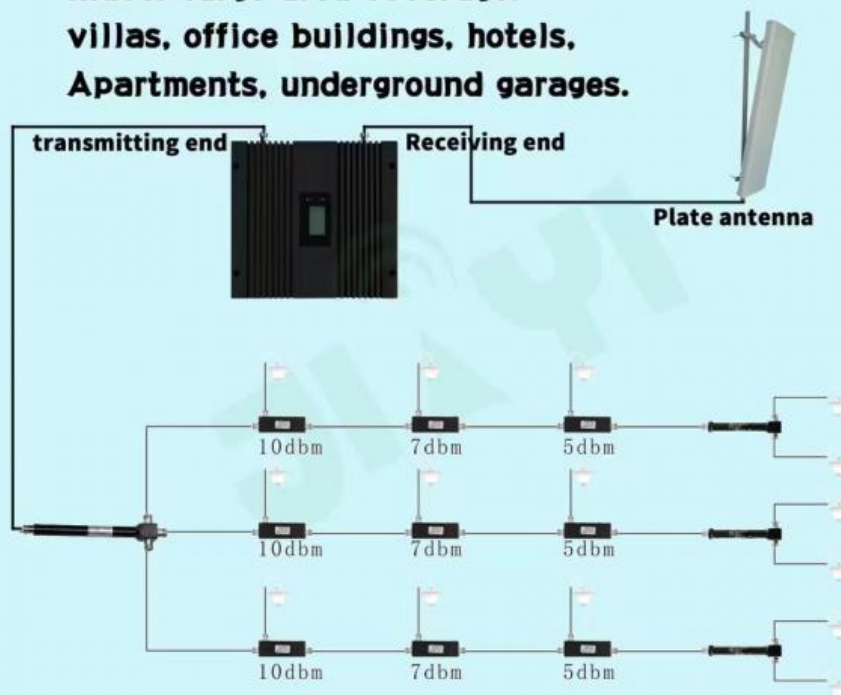 villas, office buildings, hotels,
Apartments, underground garages.
transmitting end
Receiving end
Plate antenna
JIAYI
10dbm
7dbm
5dbm
10dbm
7dbm
5dbm
10dbm
7dbm
5dbm